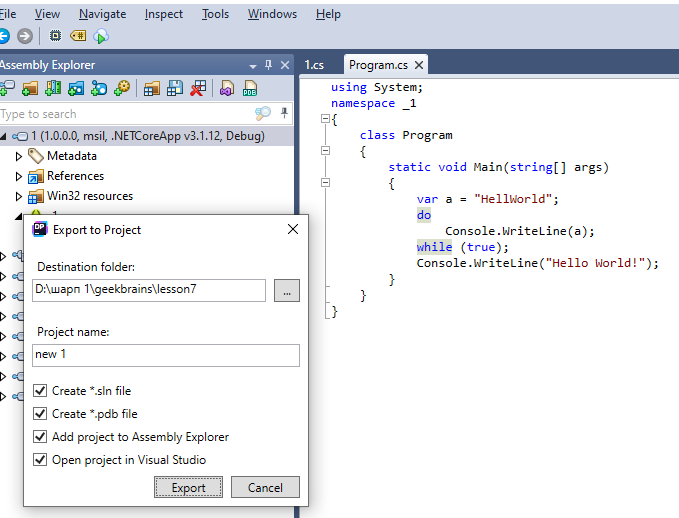 File View Navigate Inspect Tools Windows Help
Assembly Explorer
1.cs Program.cs
Type to search
1 (1.0.0.0, msil, .NETCoreApp v3.1.12, Debug)
Metadata
References
Win32 resources
DP
Export to Project
Destination folder:
D:\шарп 1\geekbrains\lesson7
...
Project name:
new 1
Create *.sln file
Create *.pdb file
Add project to Assembly Explorer
Open project in Visual Studio
Export Cancel
using System;
namespace _1
{
class Program
{
static void Main(string[] args)
{
var a = "HellWorld";
do
Console.WriteLine(a);
while (true);
Console.WriteLine("Hello World!");
}
}
}